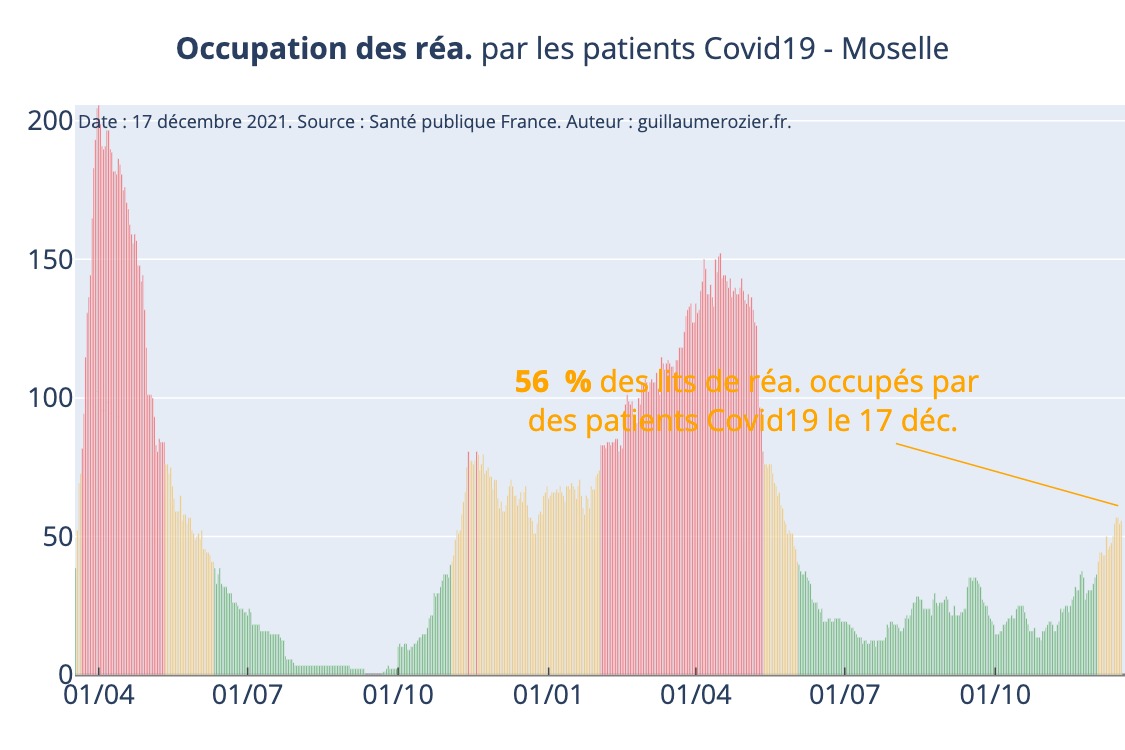 Occupation des réa. par les patients Covid19 - Moselle
200
Date : 17 décembre 2021. Source : Santé publique France. Auteur : guillaumerozier.fr.
150
100
50
0
56 % des lits de réa. occupés par
des patients Covid19 le 17 déc.
01/04 01/07 01/10 01/01 01/04 01/07 01/10